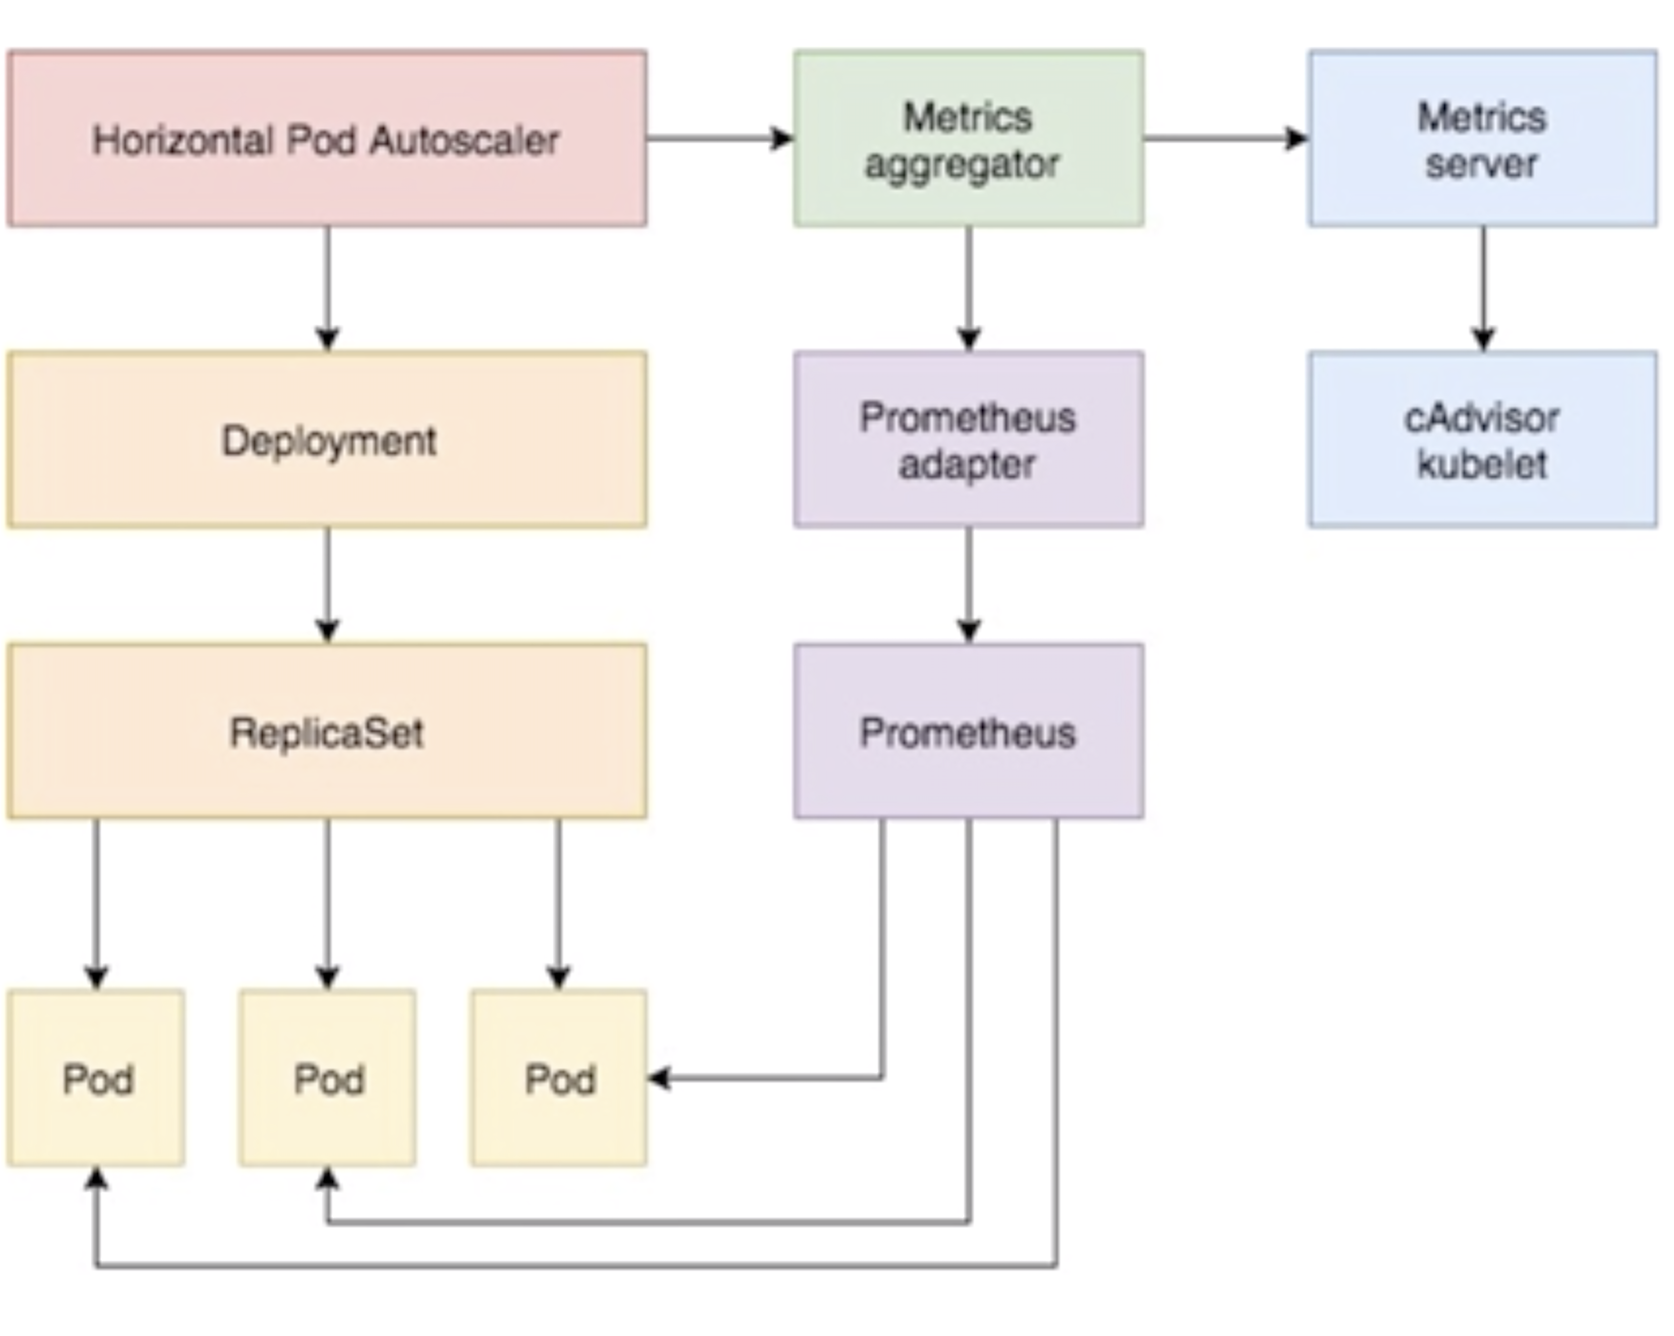 Horizontal Pod Autoscaler
Metrics
aggregator
Metrics
server
Deployment
Prometheus
adapter
cAdvisor
kubelet
ReplicaSet
Prometheus
Pod
Pod
Pod